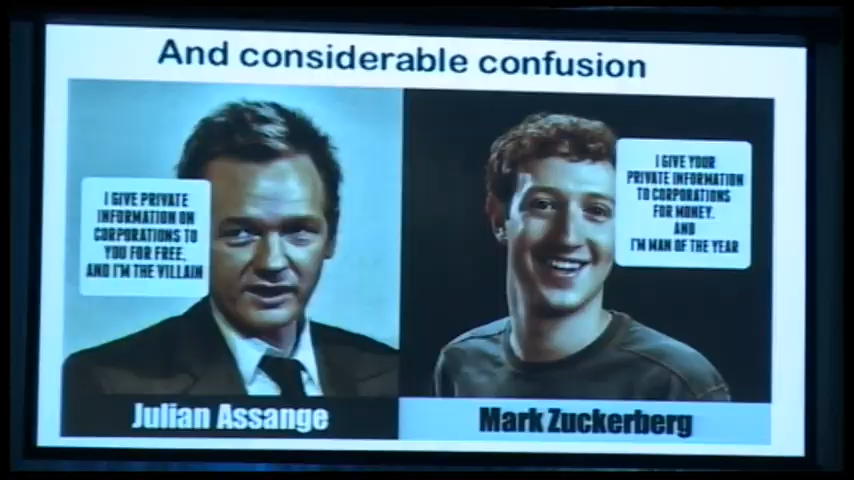 And considerable confusion
I GIVE PRIVATE
INFORMATION ON
CORPORATIONS TO
YOU FOR FREE,
AND I'M THE VILLAIN
I GIVE YOUR
PRIVATE INFORMATION
TO CORPORATIONS
FOR MONEY.
AND
I'M MAN OF THE YEAR
Julian Assange
Mark Zuckerberg